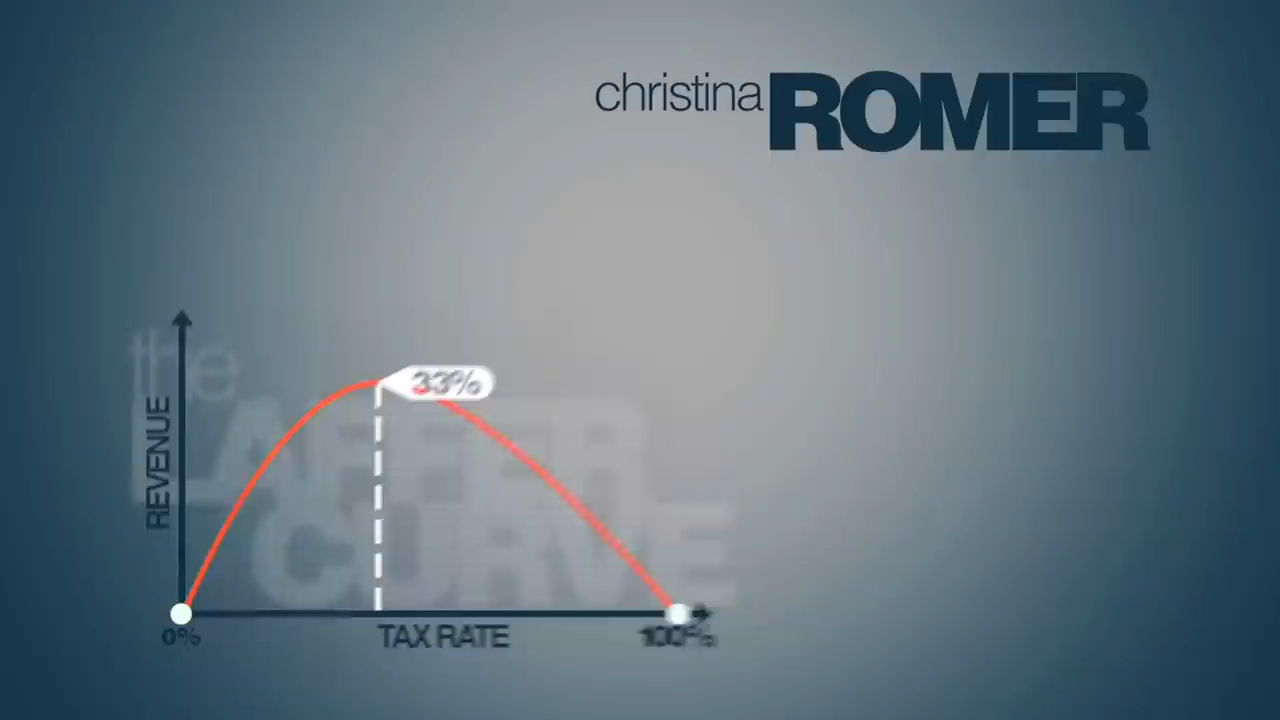 christina ROMER
the
LAFFER
CURVE
REVENUE
33%
0%
TAX RATE
100%